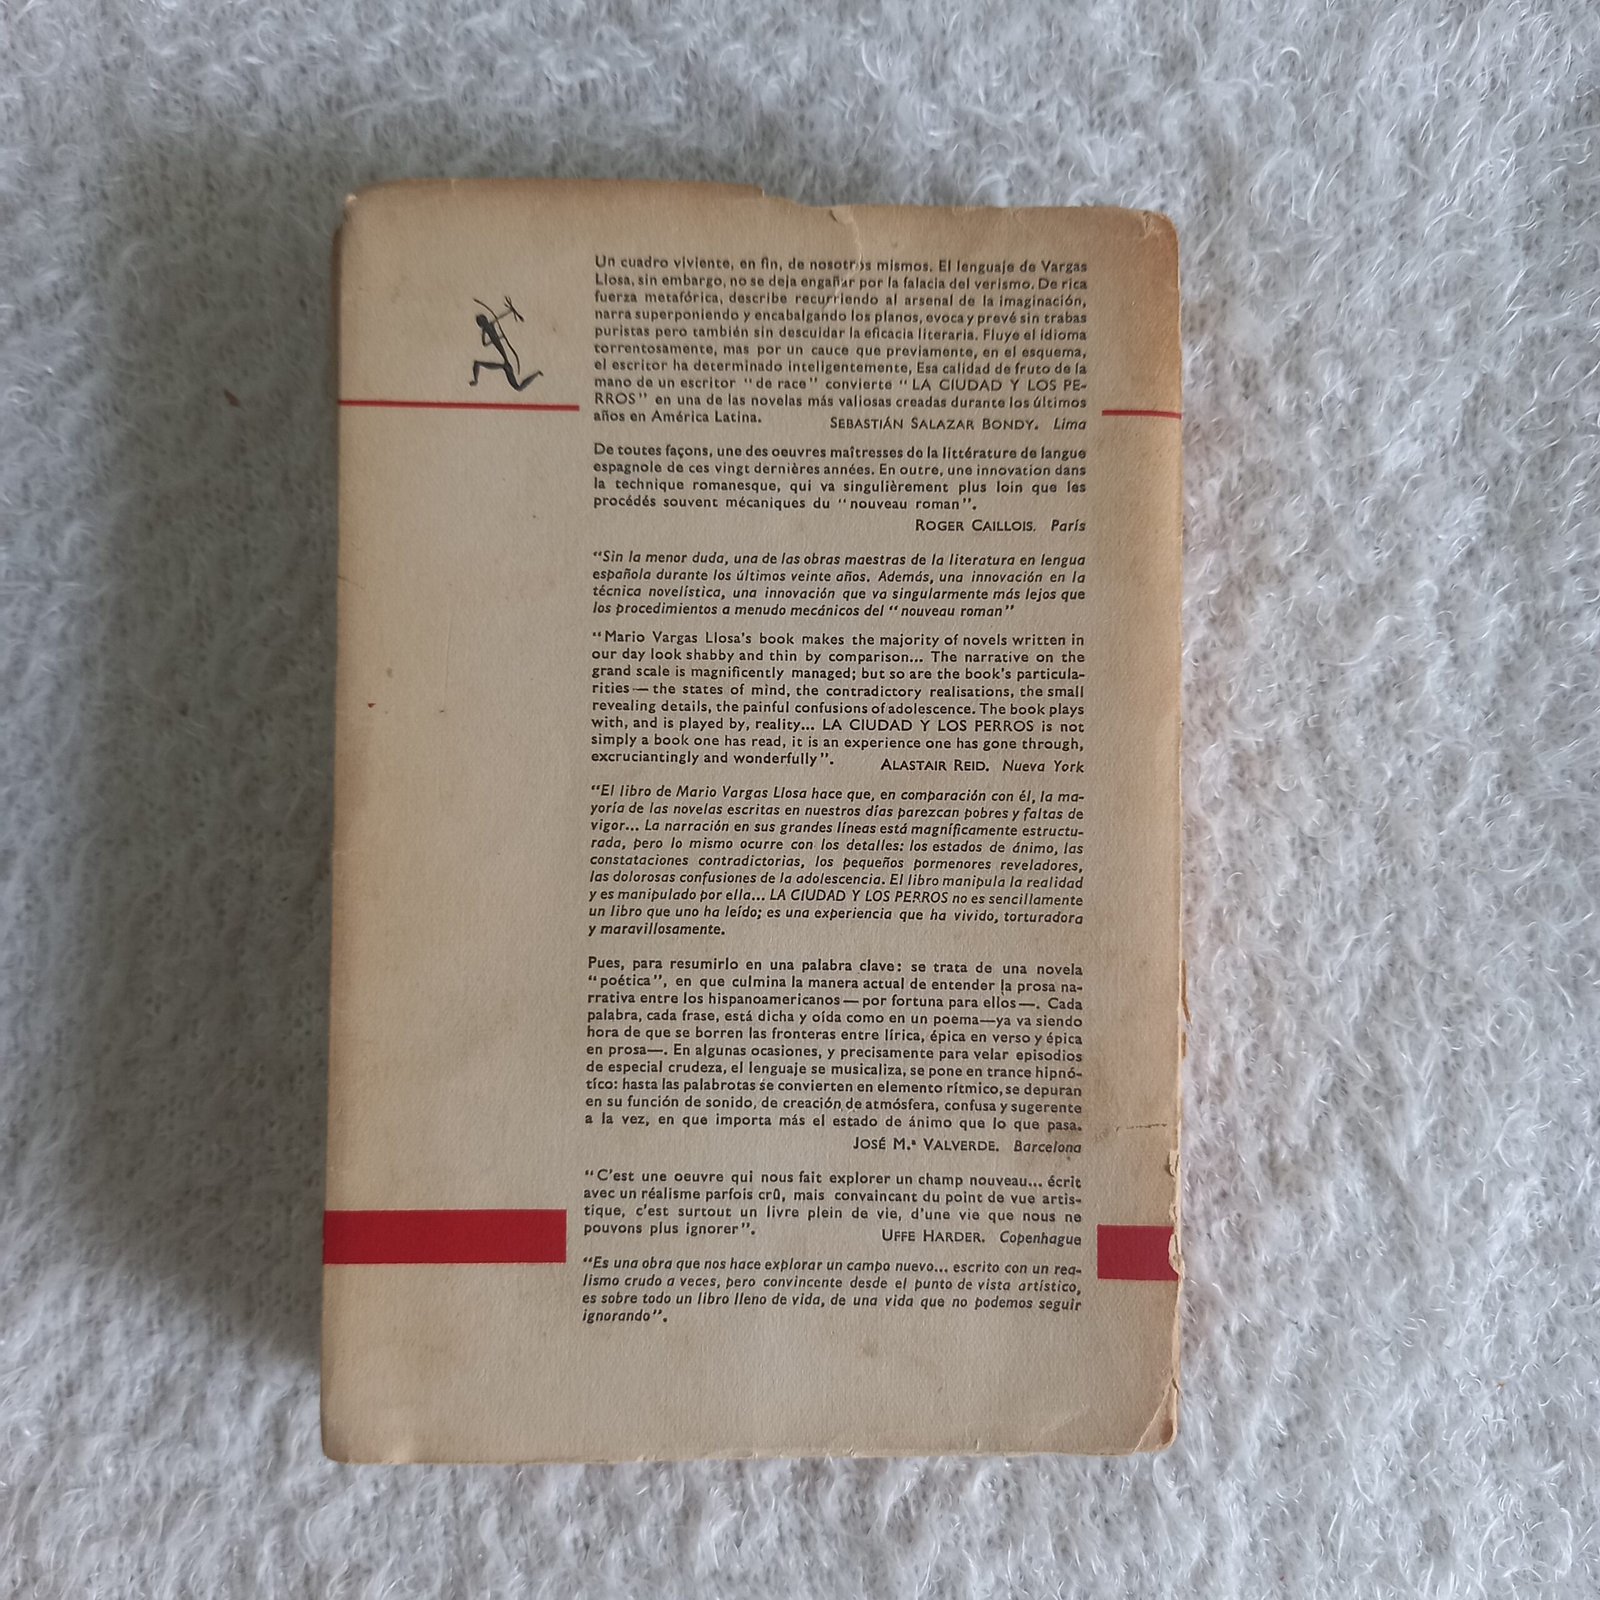 Un cuadro viviente, en fin, de nosotros mismos. El lenguaje de Vargas
Llosa, sin embargo, no se deja engañar por la falacia del verismo. De rica
fuerza metafórica, describe recurriendo al arsenal de la imaginación,
narra superponiendo y encabalgando los planos, evoca y prevé sin trabas
puristas pero también sin descuidar la eficacia literaria. Fluye el idioma
torrentosamente, mas por un cauce que previamente, en el esquema,
el escritor ha determinado inteligentemente, Esa calidad de fruto de la
mano de un escritor "de race" convierte "LA CIUDAD Y LOS PE-
RROS" en una de las novelas más valiosas creadas durante los últimos
años en América Latina. SEBASTIÁN SALAZAR BONDY. Lima
De toutes façons, une des oeuvres maîtresses de la littérature de langue
espagnole de ces vingt dernières années. En outre, une innovation dans
la technique romanesque, qui va singulièrement plus loin que les
procédés souvent mécaniques du "nouveau roman".
ROGER CAILLOIS. París
"Sin la menor duda, una de las obras maestras de la literatura en lengua
española durante los últimos veinte años. Además, una innovación en la
técnica novelística, una innovación que va singularmente más lejos que
los procedimientos a menudo mecánicos del "nouveau roman"
"Mario Vargas Llosa's book makes the majority of novels written in
our day look shabby and thin by comparison... The narrative on the
grand scale is magnificently managed; but so are the book's particula-
rities — the states of mind, the contradictory realisations, the small
revealing details, the painful confusions of adolescence. The book plays
with, and is played by, reality... LA CIUDAD Y LOS PERROS is not
simply a book one has read, it is an experience one has gone through,
excruciantingly and wonderfully". ALASTAIR REID. Nueva York
"El libro de Mario Vargas Llosa hace que, en comparación con él, la ma-
yoría de las novelas escritas en nuestros días parezcan pobres y faltas de
vigor... La narración en sus grandes líneas está magníficamente estructu-
rada, pero lo mismo ocurre con los detalles: los estados de ánimo, las
constataciones contradictorias, los pequeños pormenores reveladores,
las dolorosas confusiones de la adolescencia. El libro manipula la realidad
y es manipulado por ella... LA CIUDAD Y LOS PERROS no es sencillamente
un libro que uno ha leído; es una experiencia que ha vivido, torturadora
y maravillosamente.
Pues, para resumirlo en una palabra clave: se trata de una novela
"poética", en que culmina la manera actual de entender la prosa na-
rrativa entre los hispanoamericanos — por fortuna para ellos —. Cada
palabra, cada frase, está dicha y oída como en un poema—ya va siendo
hora de que se borren las fronteras entre lírica, épica en verso y épica
en prosa—. En algunas ocasiones, y precisamente para velar episodios
de especial crudeza, el lenguaje se musicaliza, se pone en trance hipnó-
tico: hasta las palabrotas se convierten en elemento rítmico, se depuran
en su función de sonido, de creación de atmósfera, confusa y sugerente
a la vez, en que importa más el estado de ánimo que lo que pasa.
JOSÉ M.ª VALVERDE. Barcelona
"C'est une oeuvre qui nous fait explorer un champ nouveau... écrit
avec un réalisme parfois crû, mais convaincant du point de vue artis-
tique, c'est surtout un livre plein de vie, d'une vie que nous ne
pouvons plus ignorer". UFFE HARDER. Copenhague
"Es una obra que nos hace explorar un campo nuevo... escrito con un rea-
lismo crudo a veces, pero convincente desde el punto de vista artístico,
es sobre todo un libro lleno de vida, de una vida que no podemos seguir
ignorando".